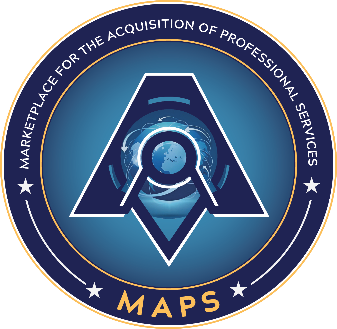 MARKETPLACE FOR THE ACQUISITION OF PROFESSIONAL SERVICES
MAPS